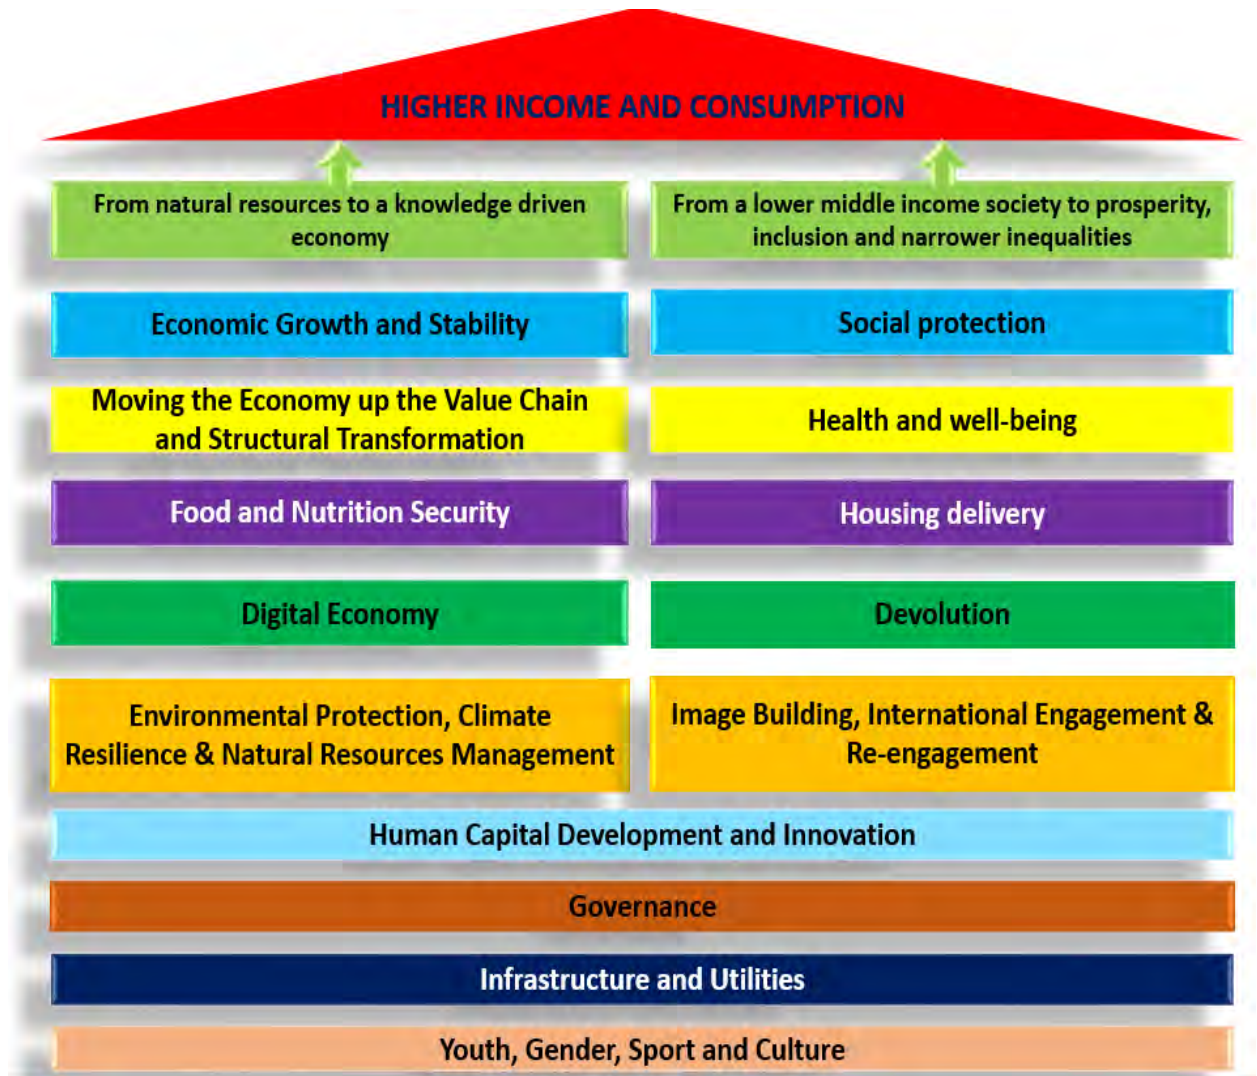 HIGHER INCOME AND CONSUMPTION
From natural resources to a knowledge driven
economy
From a lower middle income society to prosperity,
inclusion and narrower inequalities
Economic Growth and Stability
Social protection
Moving the Economy up the Value Chain
and Structural Transformation
Health and well-being
Food and Nutrition Security
Housing delivery
Digital Economy
Devolution
Environmental Protection, Climate
Resilience & Natural Resources Management
Image Building, International Engagement &
Re-engagement
Human Capital Development and Innovation
Governance
Infrastructure and Utilities
Youth, Gender, Sport and Culture